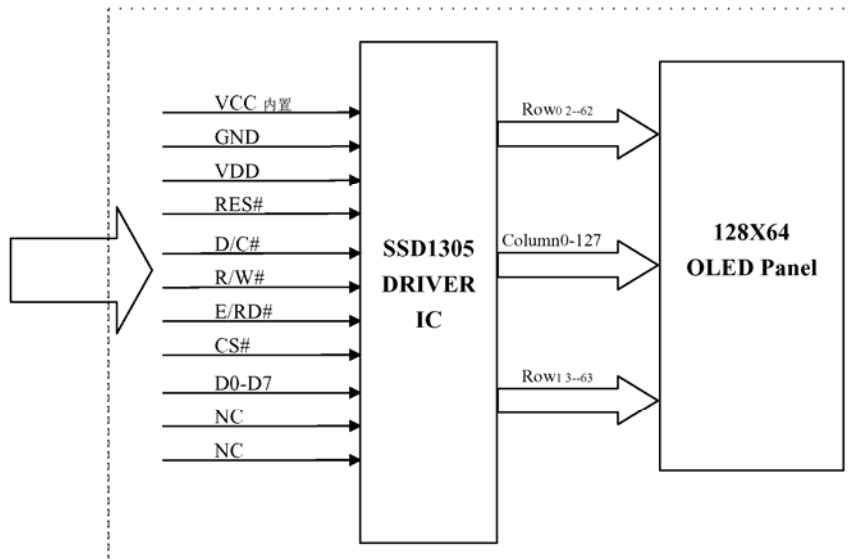 VCC 内置
GND
VDD
RES#
D/C#
R/W#
E/RD#
CS#
D0-D7
NC
NC
SSD1305
DRIVER
IC
Row0 2--62
Column0-127
Row1 3--63
128X64
OLED Panel